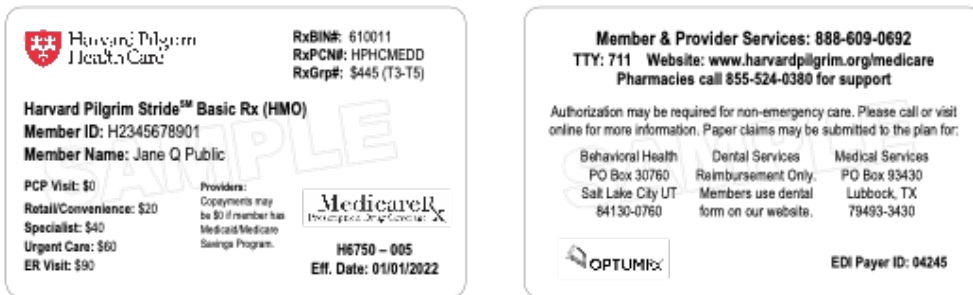 Harvard Pilgrim
Health Care
RxBIN#: 610011
RxPCN#: HPHCMEDD
RxGrp#: $445 (T3-T5)
Harvard Pilgrim Stride℠ Basic Rx (HMO)
Member ID: H2345678901
Member Name: Jane Q Public
SAMPLE
PCP Visit: $0
Retail/Convenience: $20
Specialist: $40
Urgent Care: $60
ER Visit: $90
Providers:
Copayments may
be $0 if member has
Medicaid/Medicare
Savings Program.
MedicareRx
Prescription Drug Coverage
H6750 – 005
Eff. Date: 01/01/2022
Member & Provider Services: 888-609-0692
TTY: 711 Website: www.harvardpilgrim.org/medicare
Pharmacies call 855-524-0380 for support
Authorization may be required for non-emergency care. Please call or visit
online for more information. Paper claims may be submitted to the plan for:
SAMPLE
Behavioral Health
PO Box 30760
Salt Lake City UT
84130-0760
Dental Services
Reimbursement Only.
Members use dental
form on our website.
Medical Services
PO Box 93430
Lubbock, TX
79493-3430
OPTUMRx
EDI Payer ID: 04245